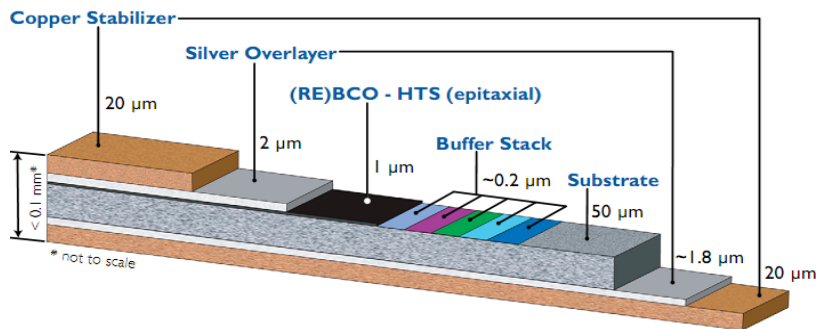 Copper Stabilizer
Silver Overlayer
(RE)BCO - HTS (epitaxial)
20 µm
2 µm
1 µm
Buffer Stack
~0.2 µm
Substrate
50 µm
< 0.1 mm*
* not to scale
~1.8 µm
20 µm